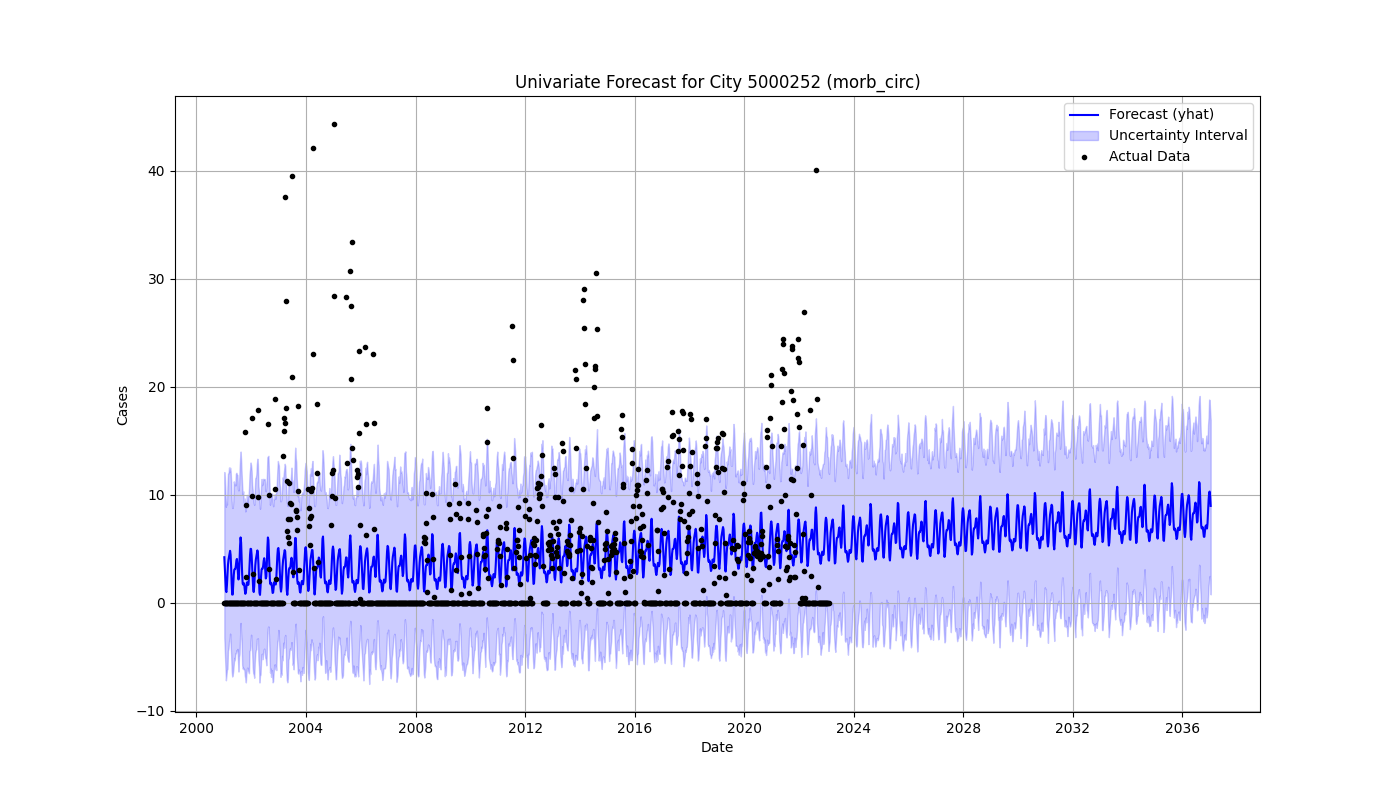 Univariate Forecast for City 5000252 (morb_circ)
Forecast (yhat)
Uncertainty Interval
Actual Data
40
30
20
10
0
−10
Cases
2000 2004 2008 2012 2016 2020 2024 2028 2032 2036
Date